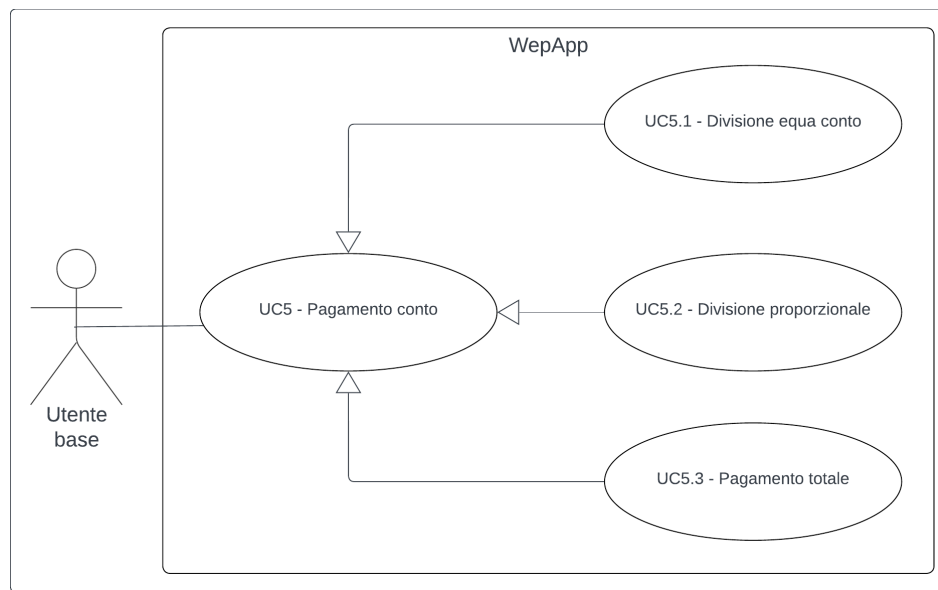 WepApp
UC5.1 - Divisione equa conto
UC5 - Pagamento conto
UC5.2 - Divisione proporzionale
UC5.3 - Pagamento totale
Utente
base